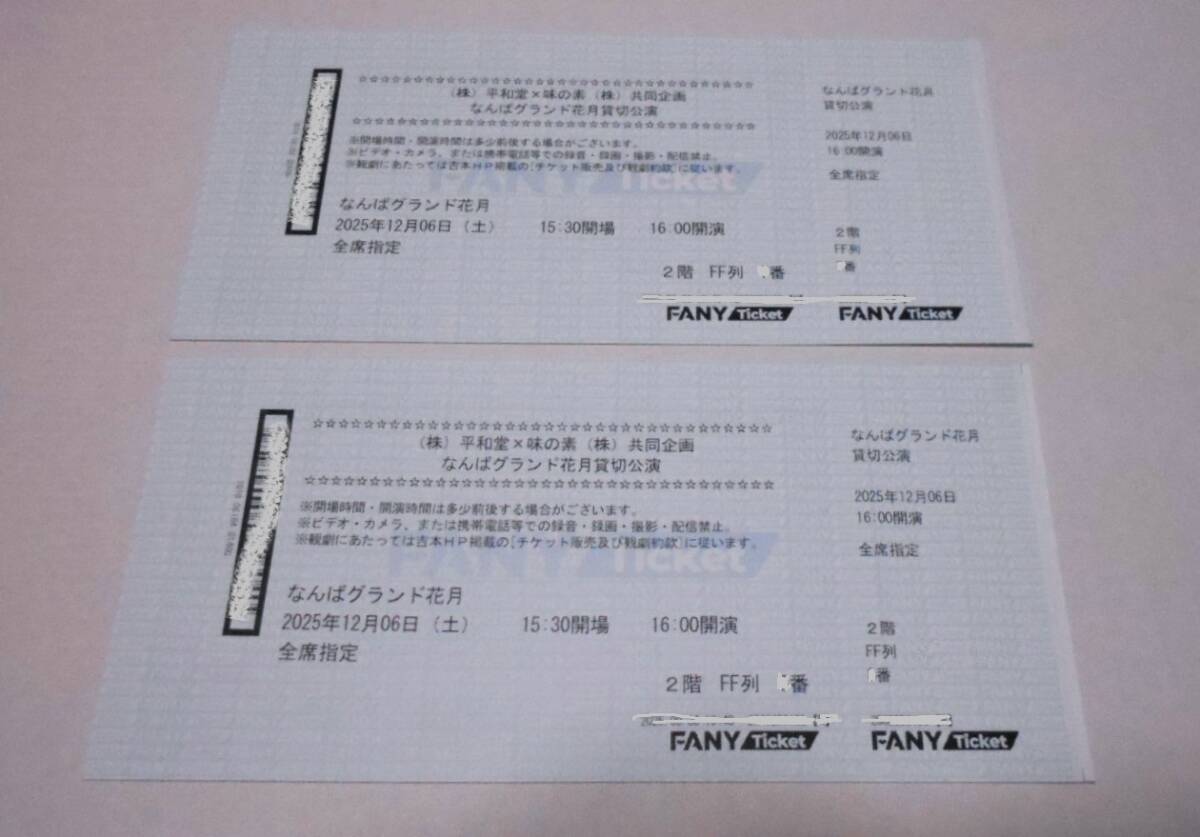 ☆☆☆☆☆☆☆☆☆☆☆☆☆☆☆☆☆☆☆☆☆☆☆☆☆☆☆☆☆☆☆☆☆☆☆
（株）平和堂×味の素（株）共同企画
なんばグランド花月貸切公演
☆☆☆☆☆☆☆☆☆☆☆☆☆☆☆☆☆☆☆☆☆☆☆☆☆☆☆☆☆☆☆☆☆☆☆
※開場時間・開演時間は多少前後する場合がございます。
※ビデオ・カメラ、または携帯電話等での録音・録画・撮影・配信禁止。
※観劇にあたっては吉本HP掲載の[チケット販売及び観劇約款]に従います。
FANY Ticket
なんばグランド花月
2025年12月06日（土） 15:30開場 16:00開演
全席指定
2階 FF列 番
FANY Ticket
なんばグランド花月
貸切公演
2025年12月06日
16:00開演
全席指定
2階
FF列
番
FANY Ticket
☆☆☆☆☆☆☆☆☆☆☆☆☆☆☆☆☆☆☆☆☆☆☆☆☆☆☆☆☆☆☆☆☆☆☆
（株）平和堂×味の素（株）共同企画
なんばグランド花月貸切公演
☆☆☆☆☆☆☆☆☆☆☆☆☆☆☆☆☆☆☆☆☆☆☆☆☆☆☆☆☆☆☆☆☆☆☆
※開場時間・開演時間は多少前後する場合がございます。
※ビデオ・カメラ、または携帯電話等での録音・録画・撮影・配信禁止。
※観劇にあたっては吉本HP掲載の[チケット販売及び観劇約款]に従います。
FANY Ticket
なんばグランド花月
2025年12月06日（土） 15:30開場 16:00開演
全席指定
2階 FF列 番
FANY Ticket
なんばグランド花月
貸切公演
2025年12月06日
16:00開演
全席指定
2階
FF列
番
FANY Ticket